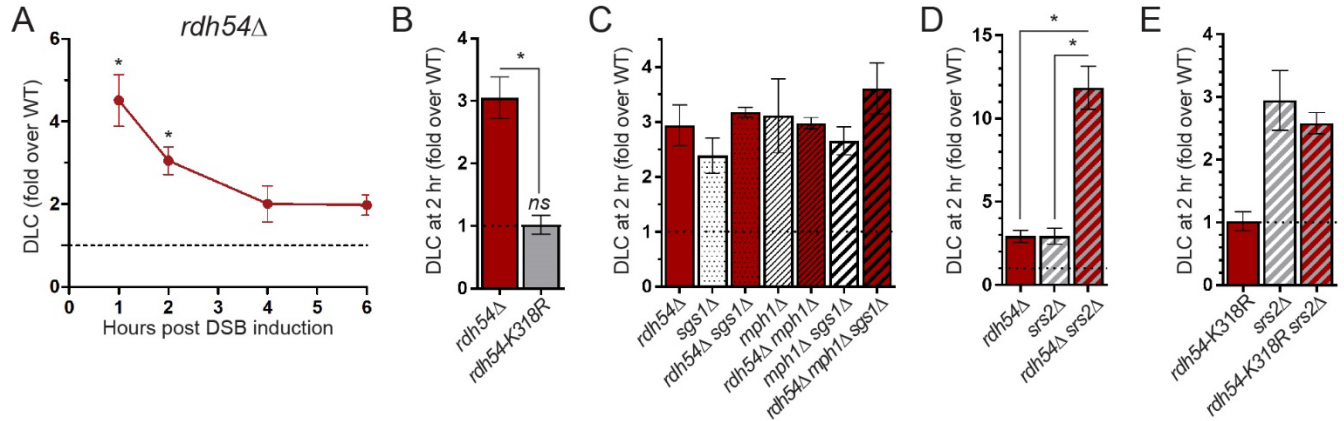 A
rdh54Δ
DLC (fold over WT)
6
4
2
0
*
*
0 1 2 3 4 5 6
Hours post DSB induction
B
DLC at 2 hr (fold over WT)
4
3
2
1
0
*
ns
rdh54Δ
rdh54-K318R
C
DLC at 2 hr (fold over WT)
4
3
2
1
0
rdh54Δ
sgs1Δ
rdh54Δ sgs1Δ
mph1Δ
rdh54Δ mph1Δ
mph1Δ sgs1Δ
rdh54Δ mph1Δ sgs1Δ
D
DLC at 2 hr (fold over WT)
15
10
5
0
*
*
rdh54Δ
srs2Δ
rdh54Δ srs2Δ
E
DLC at 2 hr (fold over WT)
4
3
2
1
0
rdh54-K318R
srs2Δ
rdh54-K318R srs2Δ